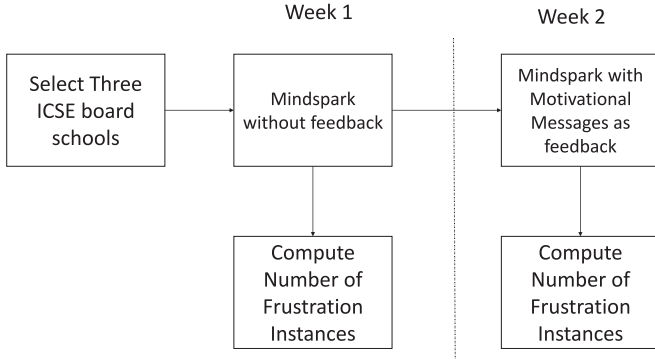 Week 1
Week 2
Select Three
ICSE board
schools
Mindspark
without feedback
Mindspark with
Motivational
Messages as
feedback
Compute
Number of
Frustration
Instances
Compute
Number of
Frustration
Instances